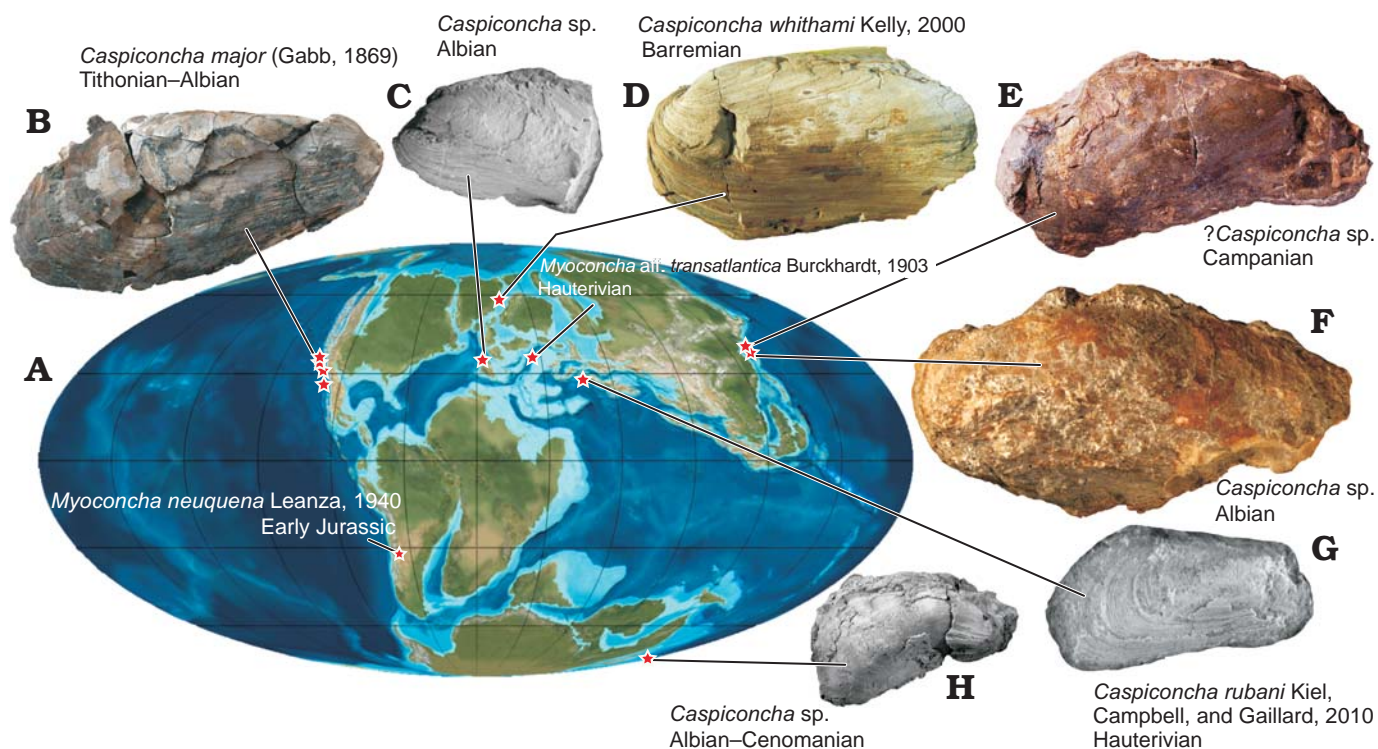 Caspiconcha major (Gabb, 1869)
Tithonian–Albian
B
Caspiconcha sp.
Albian
C
Caspiconcha whithami Kelly, 2000
Barremian
D
E
?Caspiconcha sp.
Campanian
A
Myoconcha aff. transatlantica Burckhardt, 1903
Hauterivian
F
Caspiconcha sp.
Albian
Myoconcha neuquena Leanza, 1940
Early Jurassic
G
Caspiconcha rubani Kiel,
Campbell, and Gaillard, 2010
Hauterivian
H
Caspiconcha sp.
Albian–Cenomanian